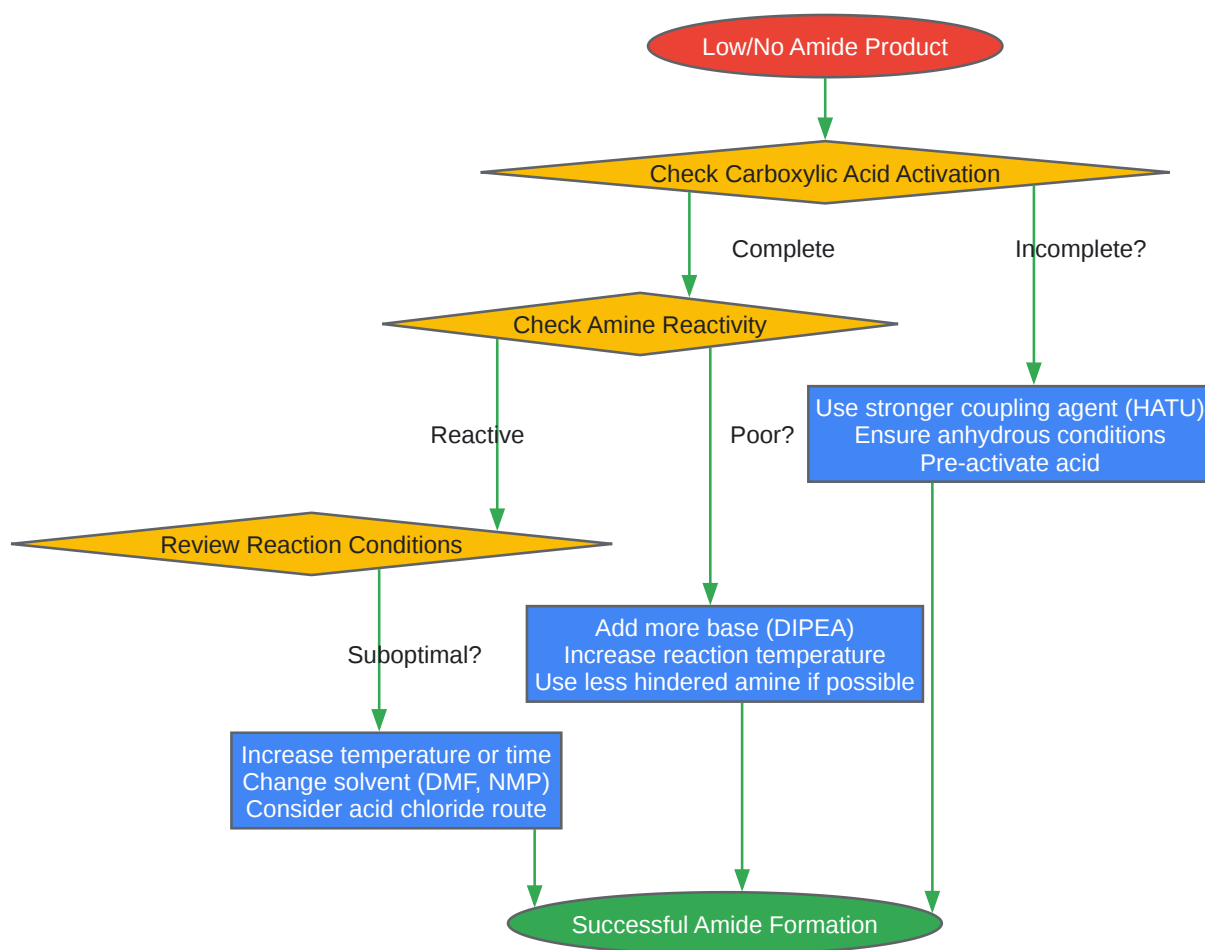 Low/No Amide Product
Check Carboxylic Acid Activation
Complete
Incomplete?
Check Amine Reactivity
Use stronger coupling agent (HATU)
Ensure anhydrous conditions
Pre-activate acid
Reactive
Poor?
Review Reaction Conditions
Add more base (DIPEA)
Increase reaction temperature
Use less hindered amine if possible
Suboptimal?
Increase temperature or time
Change solvent (DMF, NMP)
Consider acid chloride route
Successful Amide Formation